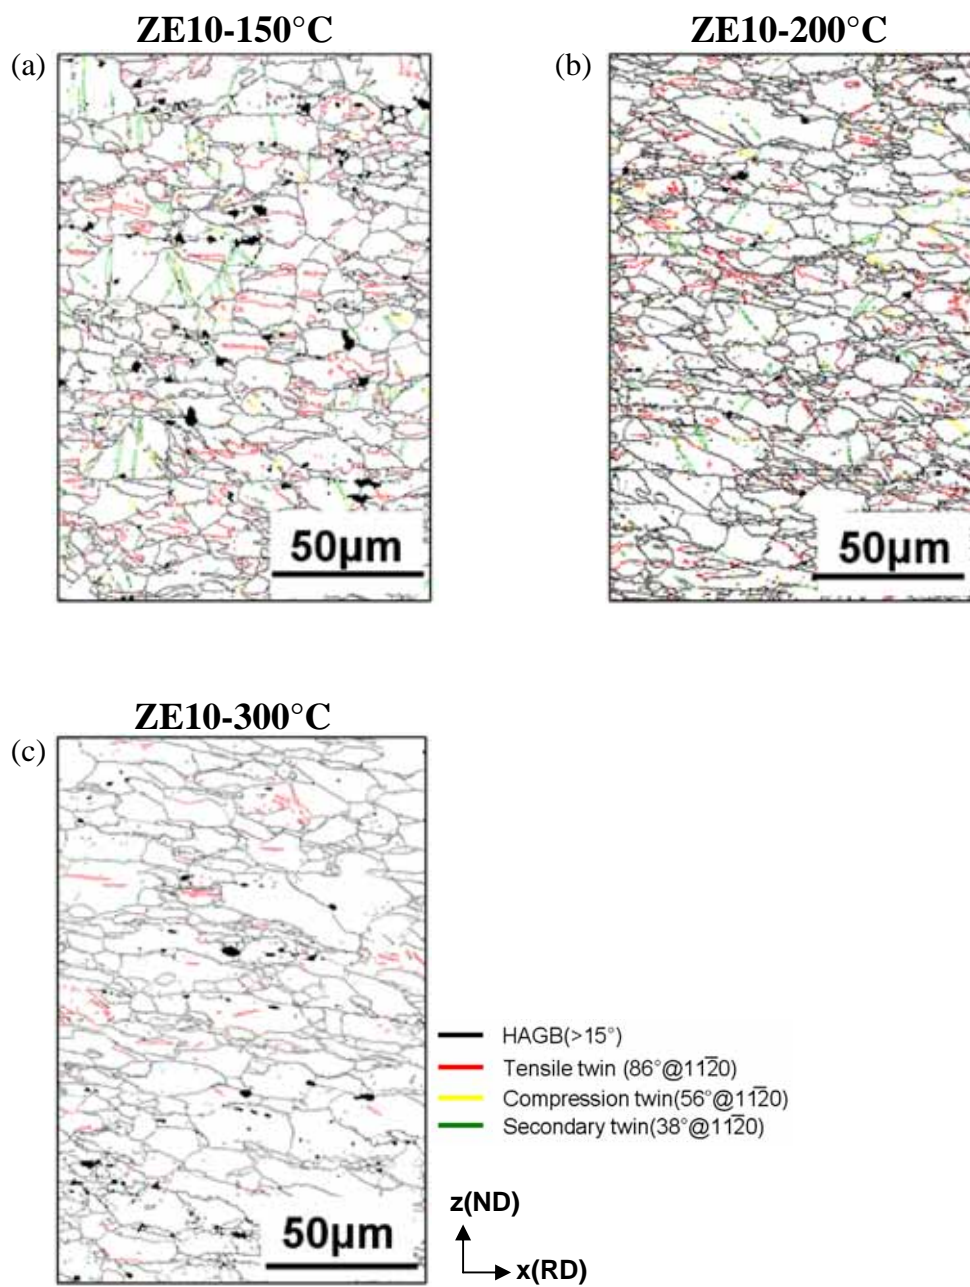 ZE10-150°C
ZE10-200°C
(a)
(b)
50μm
50μm
ZE10-300°C
(c)
HAGB(>15°)
Tensile twin (86°@112̅0)
Compression twin(56°@112̅0)
Secondary twin(38°@112̅0)
50μm
z(ND)
x(RD)